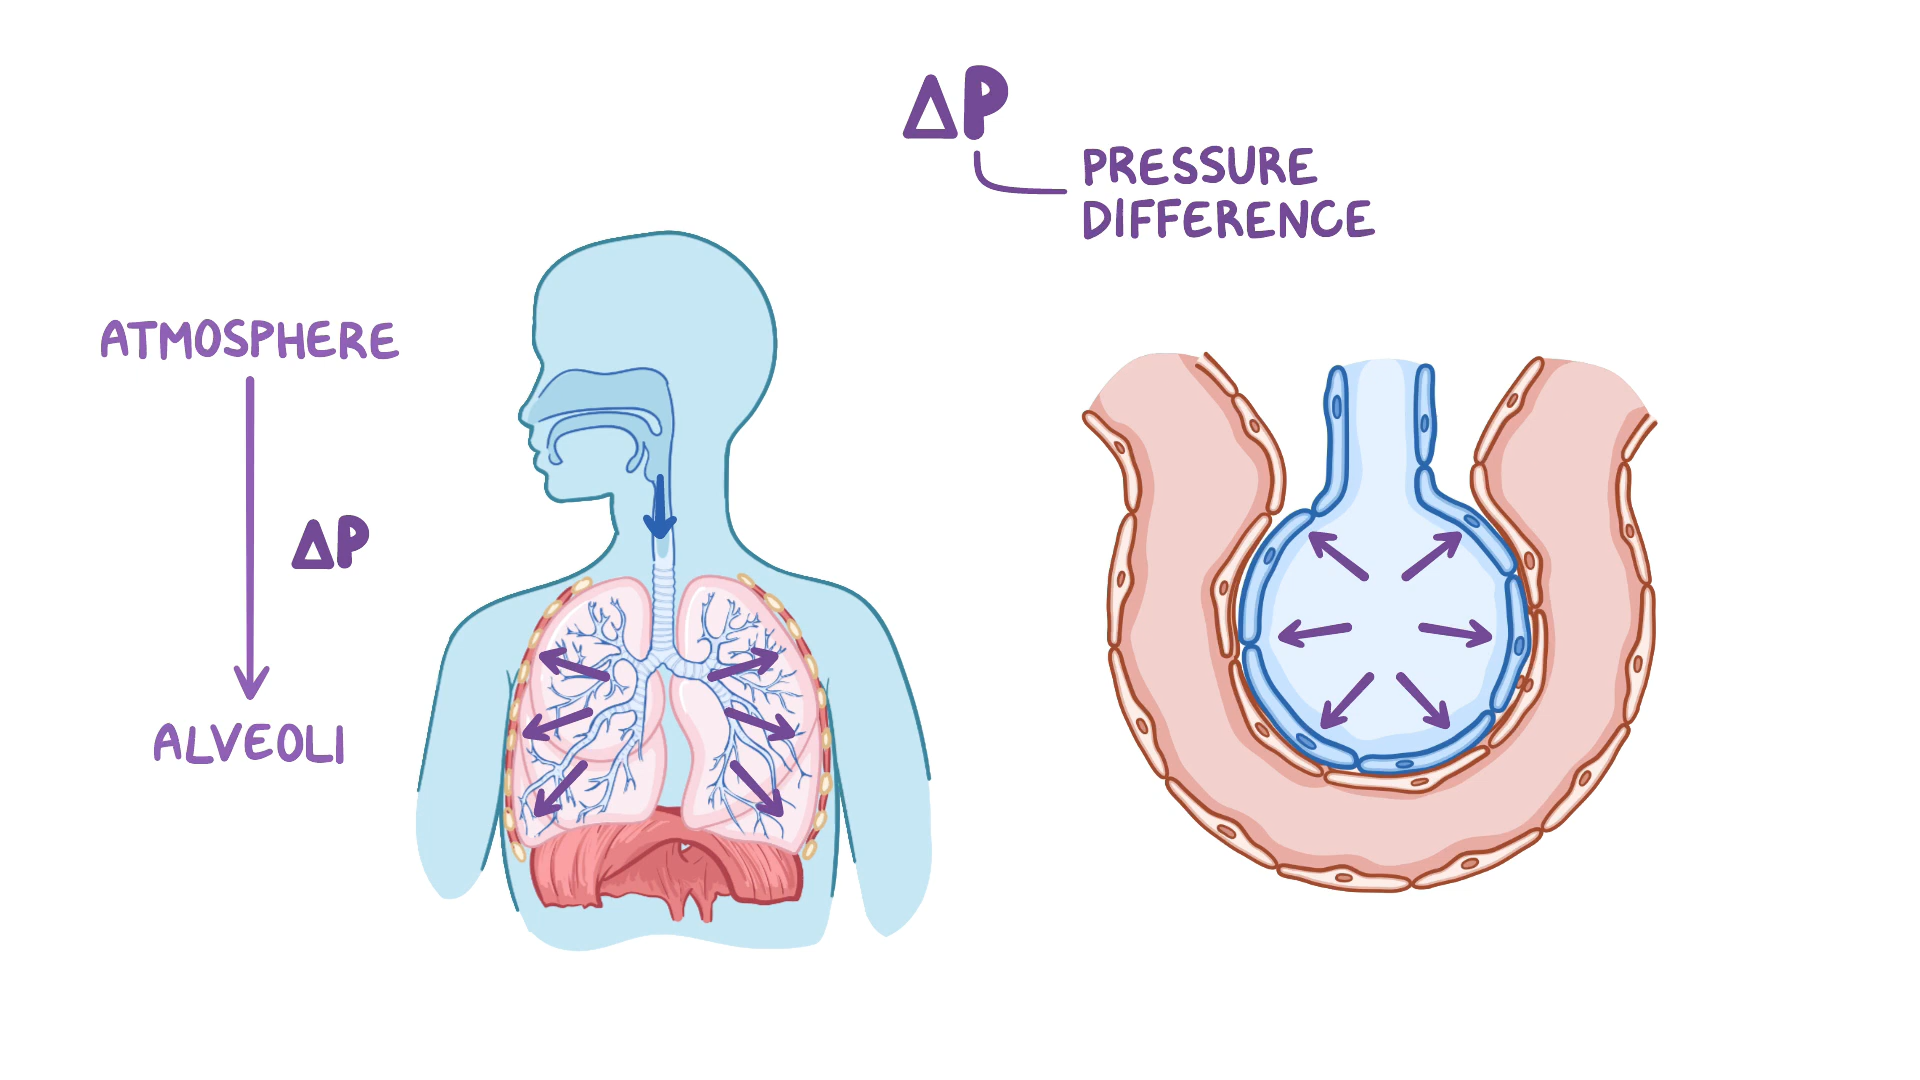 ΔP
PRESSURE
DIFFERENCE
ATMOSPHERE
ΔP
ALVEOLI